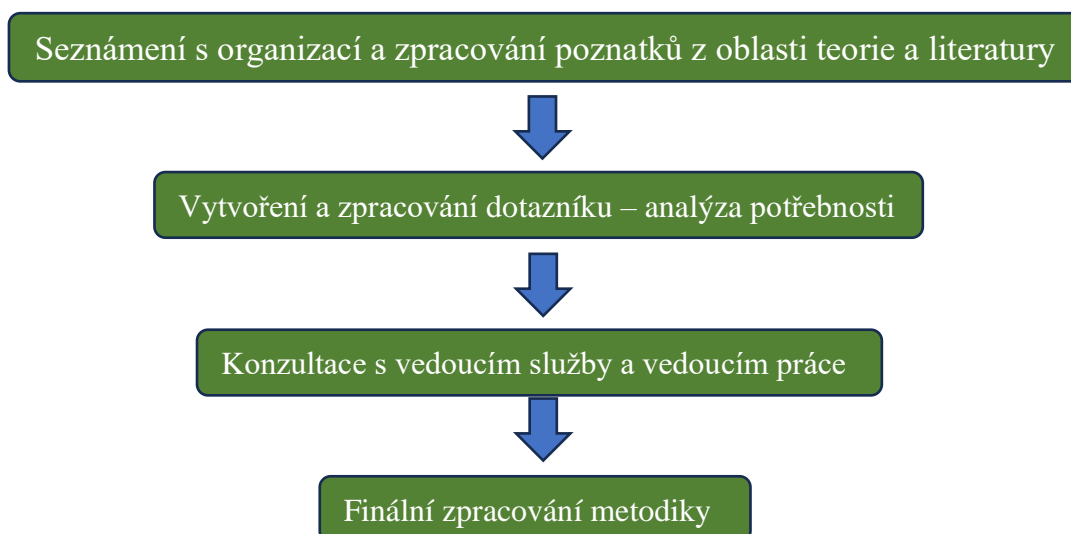 Seznámení s organizací a zpracování poznatků z oblasti teorie a literatury
Vytvoření a zpracování dotazníku – analýza potřebnosti
Konzultace s vedoucím služby a vedoucím práce
Finální zpracování metodiky